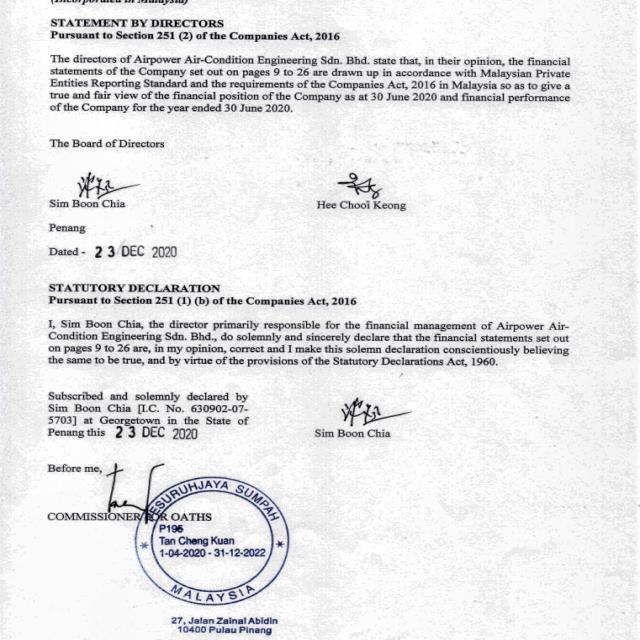 (Incorporated in Malaysia)
STATEMENT BY DIRECTORS
Pursuant to Section 251 (2) of the Companies Act, 2016
The directors of Airpower Air-Condition Engineering Sdn. Bhd. state that, in their opinion, the financial
statements of the Company set out on pages 9 to 26 are drawn up in accordance with Malaysian Private
Entities Reporting Standard and the requirements of the Companies Act, 2016 in Malaysia so as to give a
true and fair view of the financial position of the Company as at 30 June 2020 and financial performance
of the Company for the year ended 30 June 2020.
The Board of Directors
Sim Boon Chia Hee Chooi Keong
Penang
Dated - 23 DEC 2020
STATUTORY DECLARATION
Pursuant to Section 251 (1) (b) of the Companies Act, 2016
I, Sim Boon Chia, the director primarily responsible for the financial management of Airpower Air-
Condition Engineering Sdn. Bhd., do solemnly and sincerely declare that the financial statements set out
on pages 9 to 26 are, in my opinion, correct and I make this solemn declaration conscientiously believing
the same to be true, and by virtue of the provisions of the Statutory Declarations Act, 1960.
Subscribed and solemnly declared by
Sim Boon Chia [I.C. No. 630902-07-
5703] at Georgetown in the State of
Penang this 23 DEC 2020
Sim Boon Chia
Before me,
COMMISSIONER FOR OATHS
PESURUHJAYA SUMPAH
P195
Tan Cheng Kuan
1-04-2020 - 31-12-2022
MALAYSIA
27, Jalan Zainal Abidin
10400 Pulau Pinang